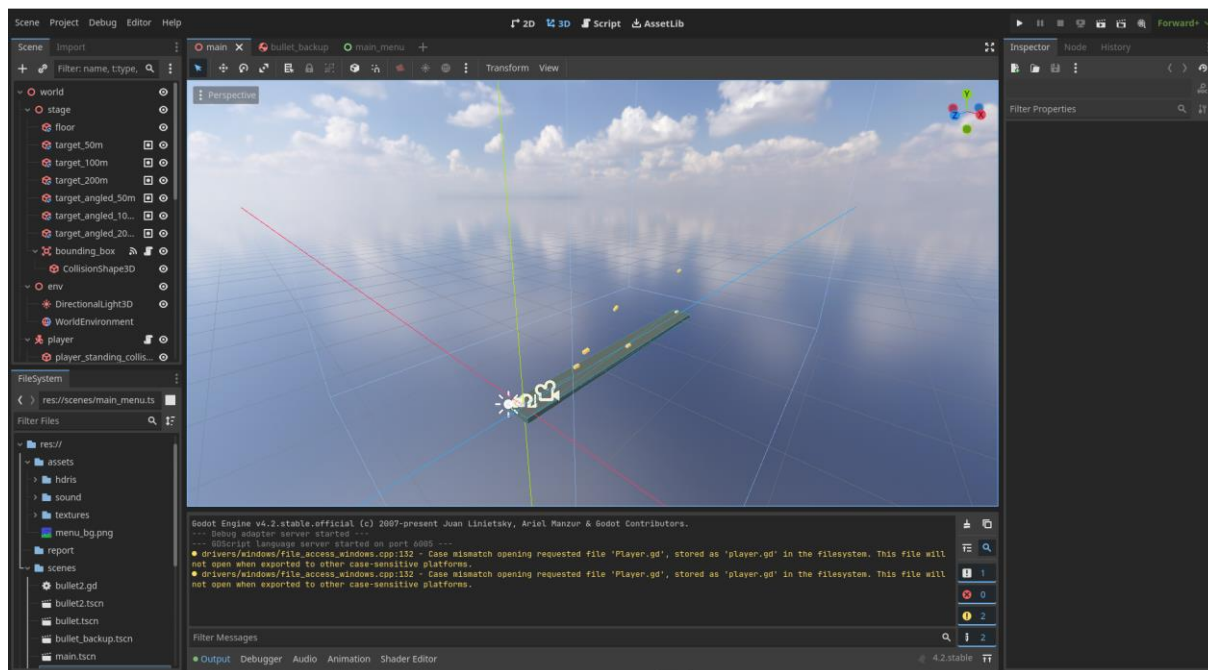 Scene Project Debug Editor Help
2D 3D Script AssetLib
Forward+
Scene Import
Filter: name, t:type,
world
stage
floor
target_50m
target_100m
target_200m
target_angled_50m
target_angled_10...
target_angled_20...
bounding_box
CollisionShape3D
env
DirectionalLight3D
WorldEnvironment
player
player_standing_collis...
FileSystem
res://scenes/main_menu.ts
Filter Files
res://
assets
hdris
sound
textures
menu_bg.png
report
scenes
bullet2.gd
bullet2.tscn
bullet.tscn
bullet_backup.tscn
main.tscn
main bullet_backup main_menu
Transform View
Perspective
Y
Z
X
Godot Engine v4.2.stable.official (c) 2007-present Juan Linietsky, Ariel Manzur & Godot Contributors.
--- Debug adapter server started ---
--- GDScript language server started on port 6005 ---
drivers/windows/file_access_windows.cpp:132 - Case mismatch opening requested file 'Player.gd', stored as 'player.gd' in the filesystem. This file will
not open when exported to other case-sensitive platforms.
drivers/windows/file_access_windows.cpp:132 - Case mismatch opening requested file 'Player.gd', stored as 'player.gd' in the filesystem. This file will
not open when exported to other case-sensitive platforms.
1
0
2
2
Filter Messages
Output Debugger Audio Animation Shader Editor
4.2.stable
Inspector Node History
Filter Properties